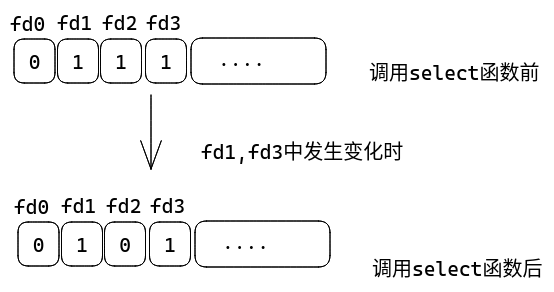 fd0 fd1 fd2 fd3
0 1 1 1 ....
调用select函数前
fd1,fd3中发生变化时
fd0 fd1 fd2 fd3
0 1 0 1 ....
调用select函数后